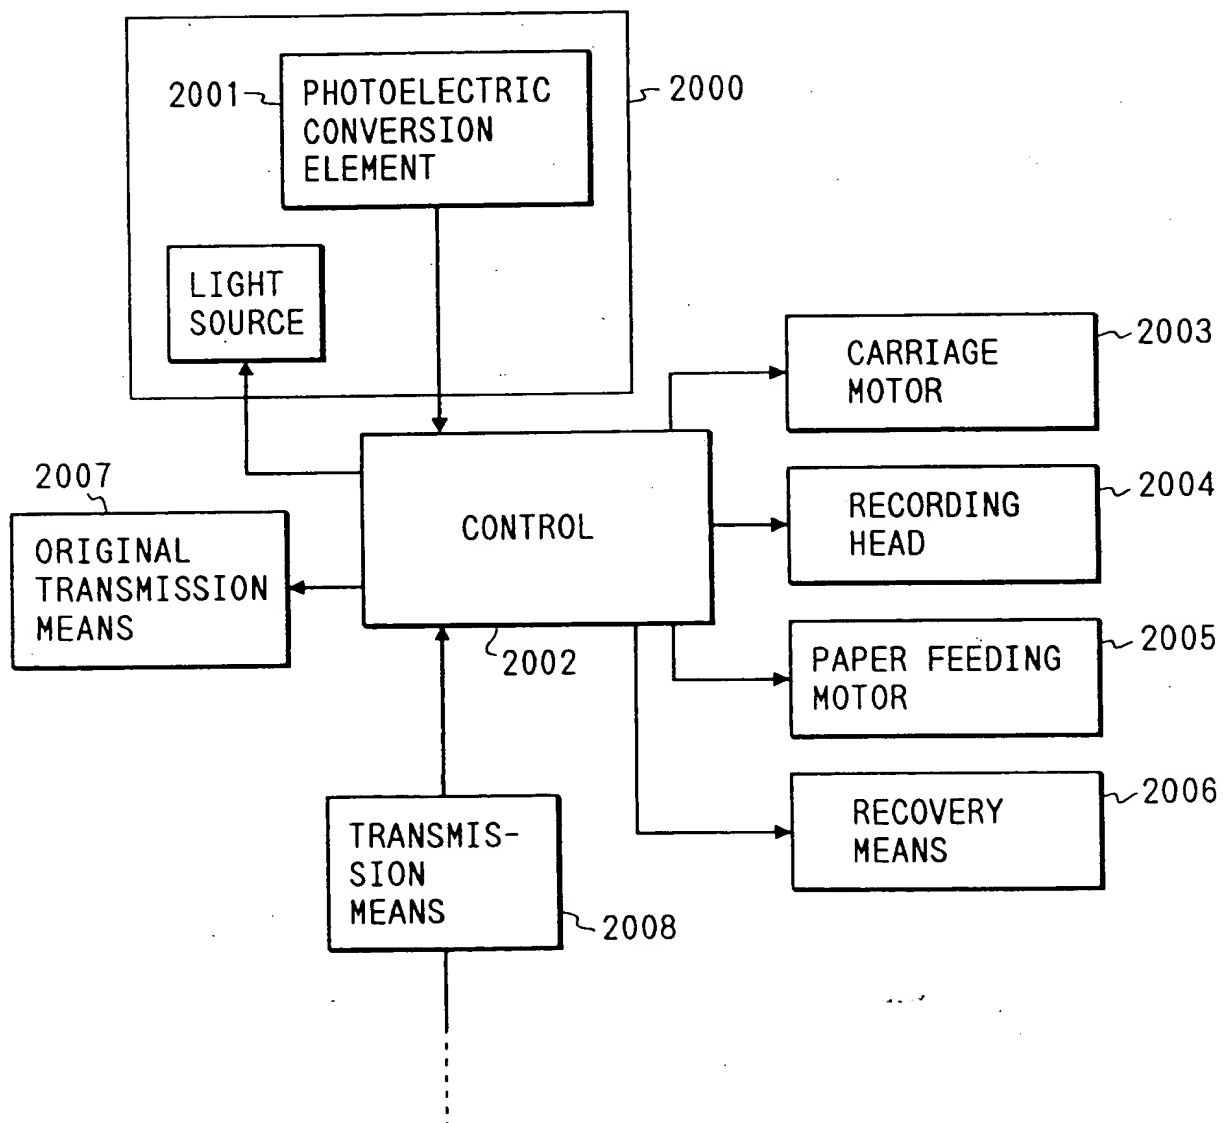 2001
PHOTOELECTRIC
CONVERSION
ELEMENT
2000
LIGHT
SOURCE
2003
CARRIAGE
MOTOR
2007
ORIGINAL
TRANSMISSION
MEANS
CONTROL
2002
2004
RECORDING
HEAD
2005
PAPER FEEDING
MOTOR
2006
RECOVERY
MEANS
TRANSMIS-
SION
MEANS
2008